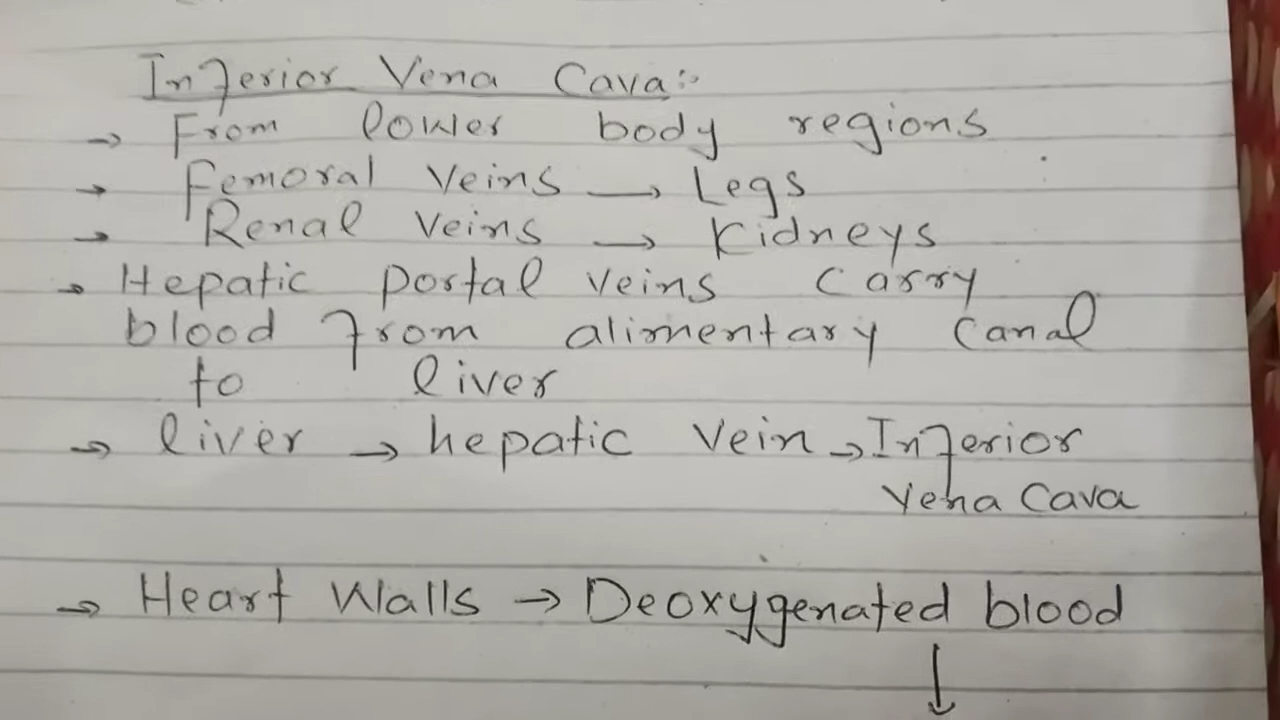 Inferior Vena Cava:-
→ From lower body regions
→ Femoral Veins → Legs
→ Renal Veins → Kidneys
→ Hepatic portal veins carry
blood from alimentary canal
to liver
→ liver → hepatic vein → Inferior
Vena Cava
→ Heart Walls → Deoxygenated blood
↓